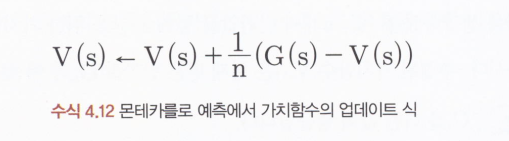 V(s) ← V(s) + 1/n (G(s) − V(s))
수식 4.12 몬테카를로 예측에서 가치함수의 업데이트 식